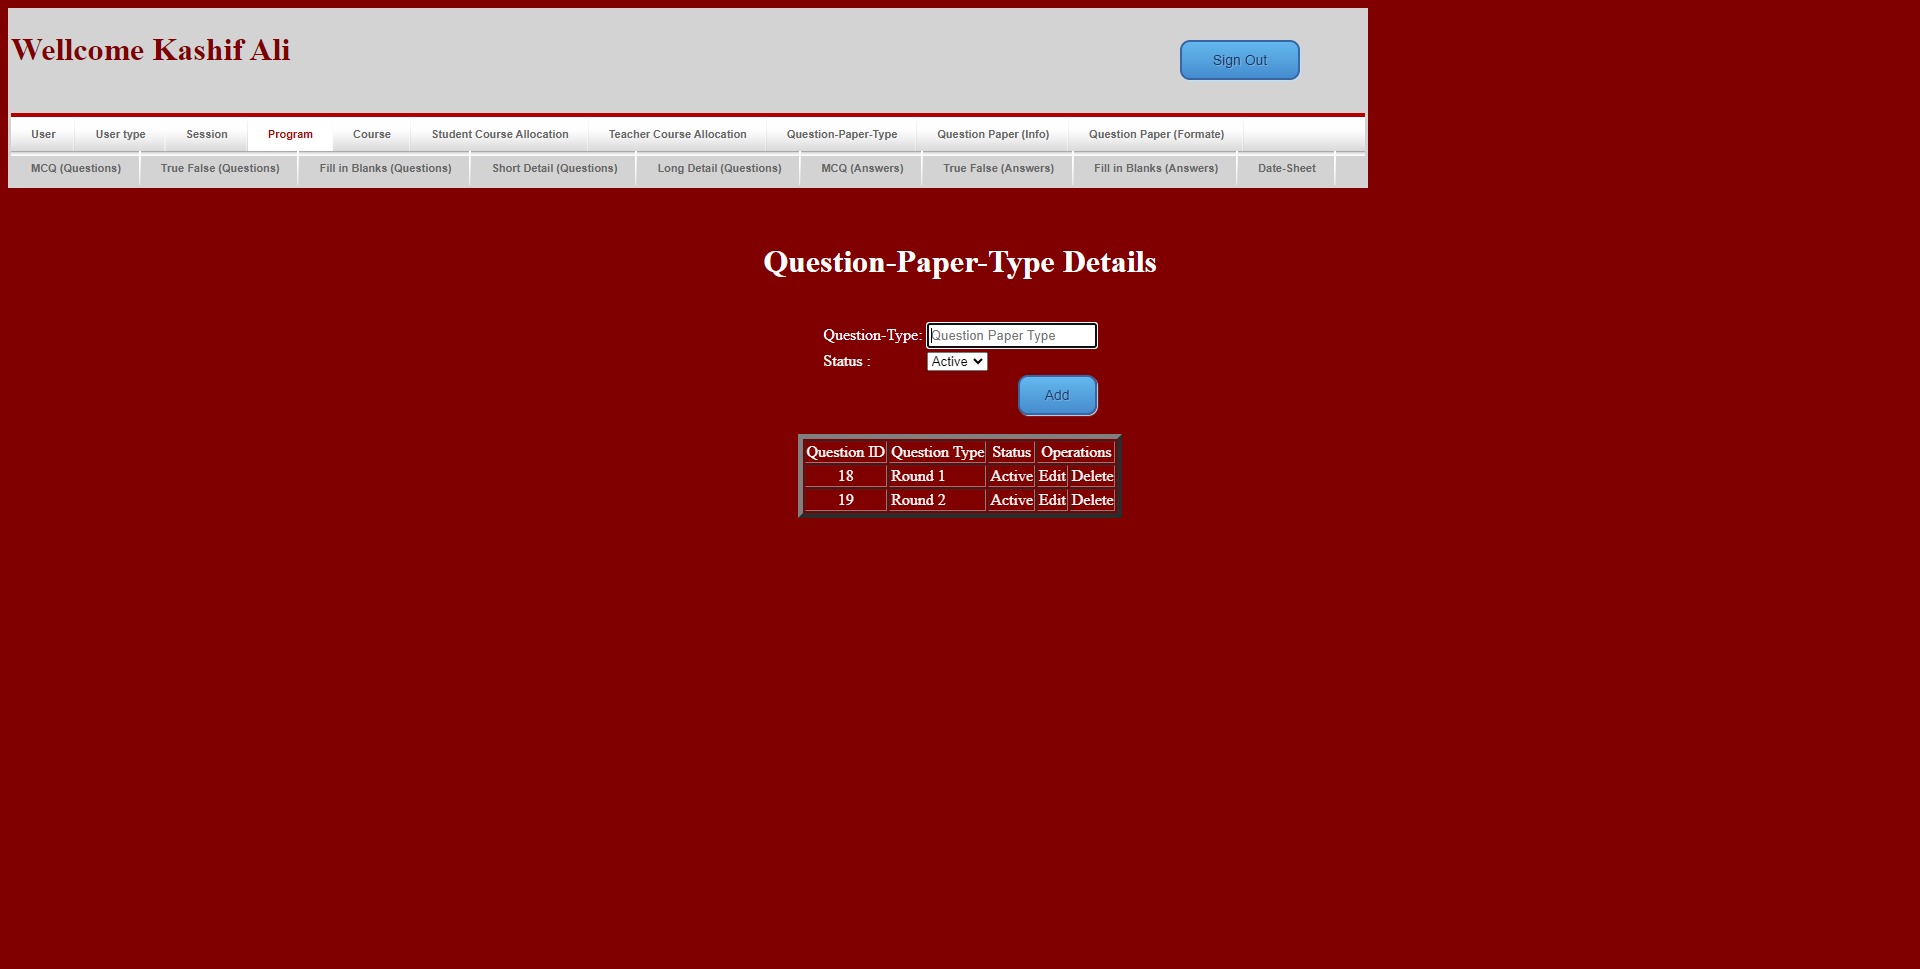 Wellcome Kashif Ali
Sign Out
User User type Session Program Course Student Course Allocation Teacher Course Allocation Question-Paper-Type Question Paper (Info) Question Paper (Formate)
MCQ (Questions) True False (Questions) Fill in Blanks (Questions) Short Detail (Questions) Long Detail (Questions) MCQ (Answers) True False (Answers) Fill in Blanks (Answers) Date-Sheet
Question-Paper-Type Details
Question-Type: Question Paper Type
Status : Active
Add
Question ID Question Type Status Operations
18 Round 1 Active Edit Delete
19 Round 2 Active Edit Delete